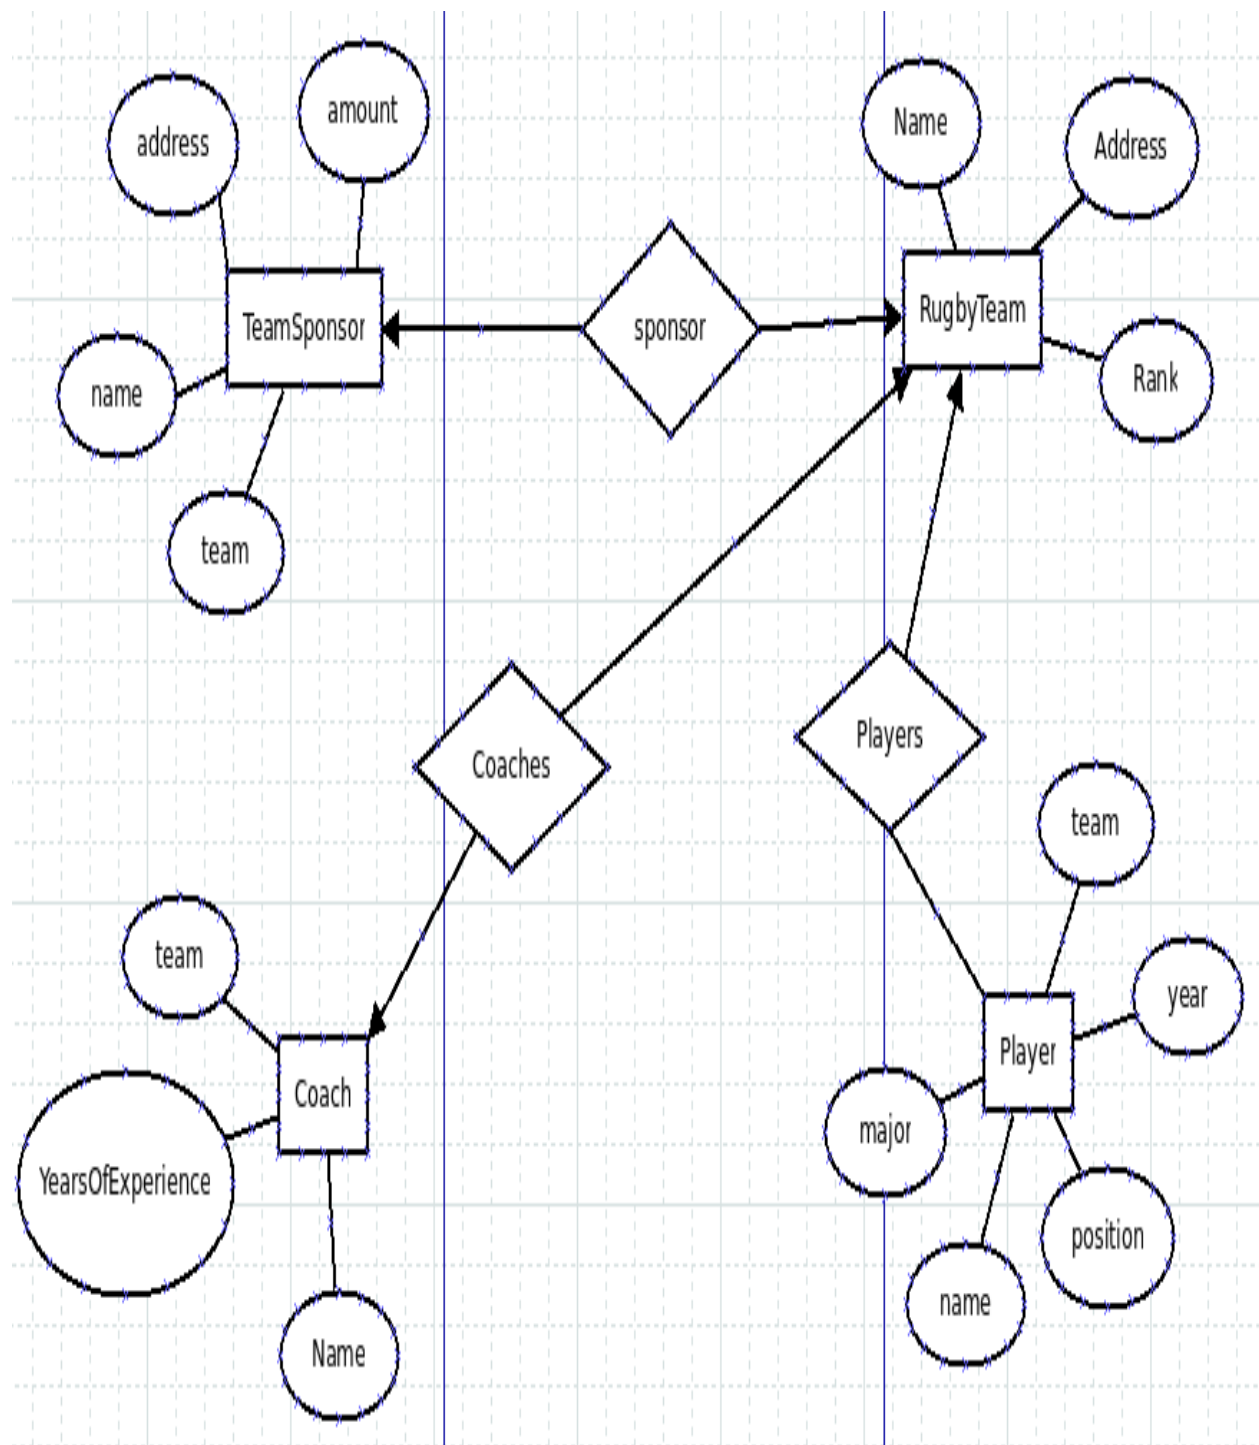 amount
Name
address
Address
RugbyTeam
TeamSponsor
sponsor
Rank
name
team
Players
Coaches
team
team
year
Player
Coach
major
YearsOfExperience
position
name
Name